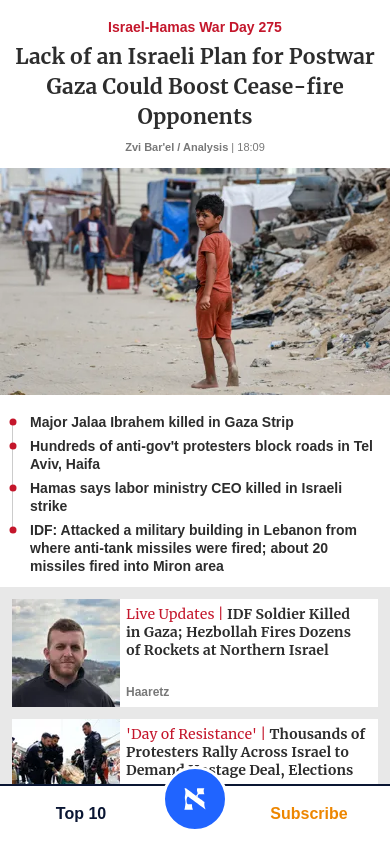 Israel-Hamas War Day 275
Lack of an Israeli Plan for Postwar
Gaza Could Boost Cease-fire
Opponents
Zvi Bar'el / Analysis | 18:09
Major Jalaa Ibrahem killed in Gaza Strip
Hundreds of anti-gov't protesters block roads in Tel
Aviv, Haifa
Hamas says labor ministry CEO killed in Israeli
strike
IDF: Attacked a military building in Lebanon from
where anti-tank missiles were fired; about 20
missiles fired into Miron area
Live Updates | IDF Soldier Killed
in Gaza; Hezbollah Fires Dozens
of Rockets at Northern Israel
Haaretz
'Day of Resistance' | Thousands of
Protesters Rally Across Israel to
Demand Hostage Deal, Elections
Top 10
Subscribe